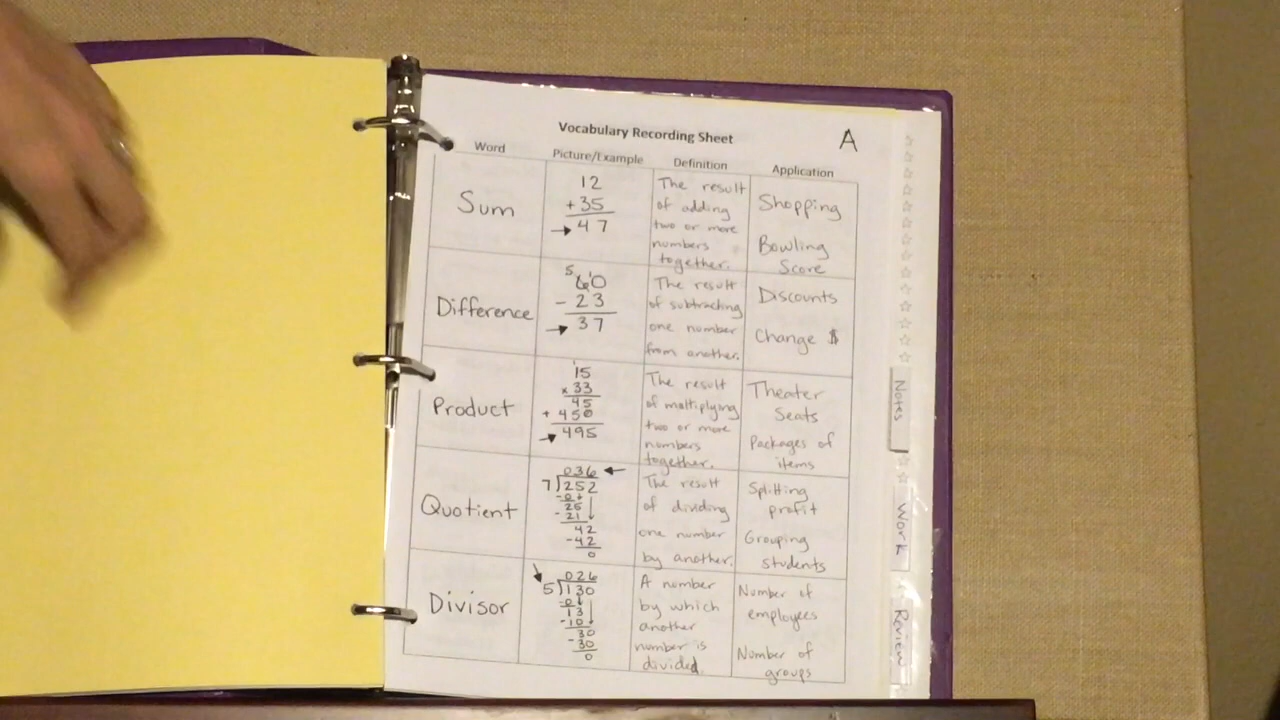 Vocabulary Recording Sheet
A
Word
Picture/Example
Definition
Application
Sum
12
+35
→47
The result
of adding
two or more
numbers
together.
Shopping
Bowling
Score
Difference
5 1
60
-23
→37
The result
of subtracting
one number
from another.
Discounts
Change $
Product
1
15
x33
45
+450
→495
The result
of multiplying
two or more
numbers
together.
Theater
Seats
Packages of
items
Quotient
036 ←
7)252
-0↓
25
-21↓
42
-42
0
The result
of dividing
one number
by another.
Splitting
profit
Grouping
students
Divisor
026
5)130
-0↓
13
-10↓
30
-30
0
A number
by which
another
number is
divided.
Number of
employees
Number of
groups
Notes
Work
Review